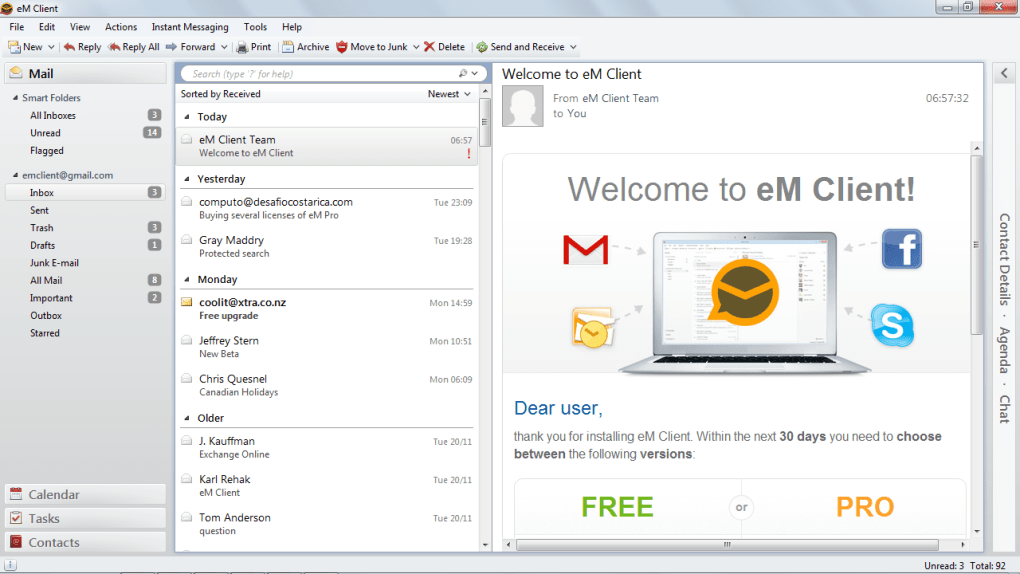 eM Client
File Edit View Actions Instant Messaging Tools Help
New Reply Reply All Forward Print Archive Move to Junk Delete Send and Receive
Mail
Smart Folders
All Inboxes 3
Unread 14
Flagged
emclient@gmail.com
Inbox 3
Sent
Trash 3
Drafts 1
Junk E-mail
All Mail 8
Important 2
Outbox
Starred
Calendar
Tasks
Contacts
Search (type '?' for help)
Sorted by Received Newest
Today
eM Client Team 06:57
Welcome to eM Client !
Yesterday
computo@desafiocostarica.com Tue 23:09
Buying several licenses of eM Pro
Gray Maddry Tue 19:28
Protected search
Monday
coolit@xtra.co.nz Mon 14:59
Free upgrade
Jeffrey Stern Mon 10:51
New Beta
Chris Quesnel Mon 06:09
Canadian Holidays
Older
J. Kauffman Tue 20/11
Exchange Online
Karl Rehak Tue 20/11
eM Client
Tom Anderson Tue 20/11
question
Welcome to eM Client
From eM Client Team 06:57:32
to You
Welcome to eM Client!
Dear user,
thank you for installing eM Client. Within the next 30 days you need to choose
between the following versions:
FREE or PRO
Contact Details · Agenda · Chat
Unread: 3 Total: 92